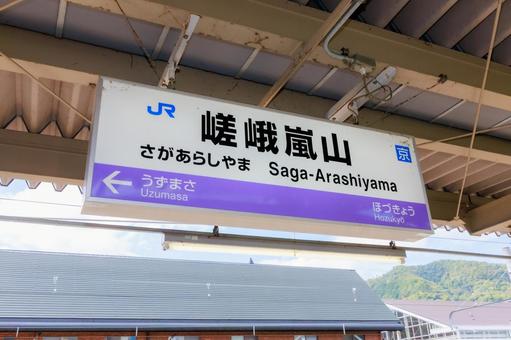 JR 嵯峨嵐山 京
さがあらしやま Saga-Arashiyama
← うずまさ ほづきょう
Uzumasa Hozukyō